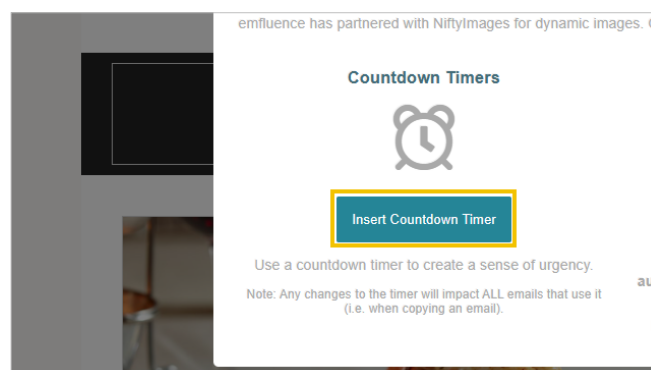 emfluence has partnered with NiftyImages for dynamic images.
Countdown Timers
Insert Countdown Timer
Use a countdown timer to create a sense of urgency.
Note: Any changes to the timer will impact ALL emails that use it
(i.e. when copying an email).